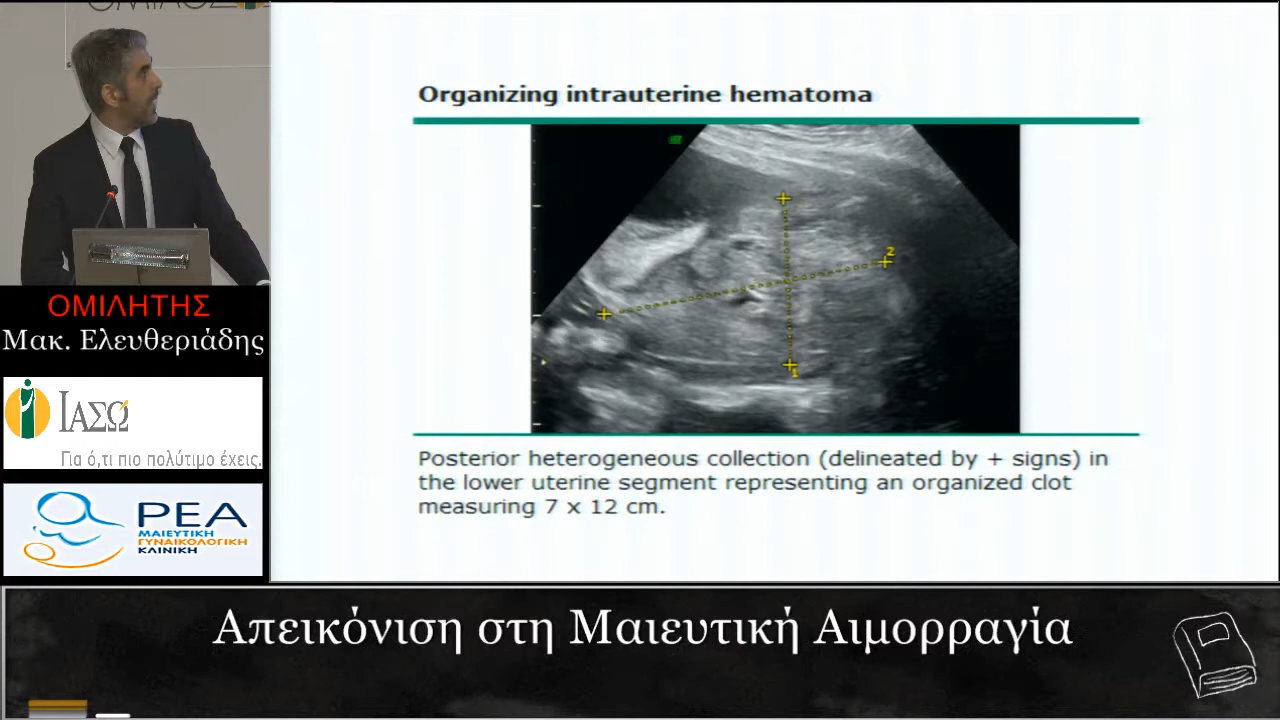 Organizing intrauterine hematoma
2
1
Posterior heterogeneous collection (delineated by + signs) in
the lower uterine segment representing an organized clot
measuring 7 x 12 cm.
ΟΜΙΛΗΤΗΣ
Μακ. Ελευθεριάδης
ΙΑΣΩ
Για ό,τι πιο πολύτιμο έχεις.
ΡΕΑ
ΜΑΙΕΥΤΙΚΗ
ΓΥΝΑΙΚΟΛΟΓΙΚΗ
ΚΛΙΝΙΚΗ
Απεικόνιση στη Μαιευτική Αιμορραγία